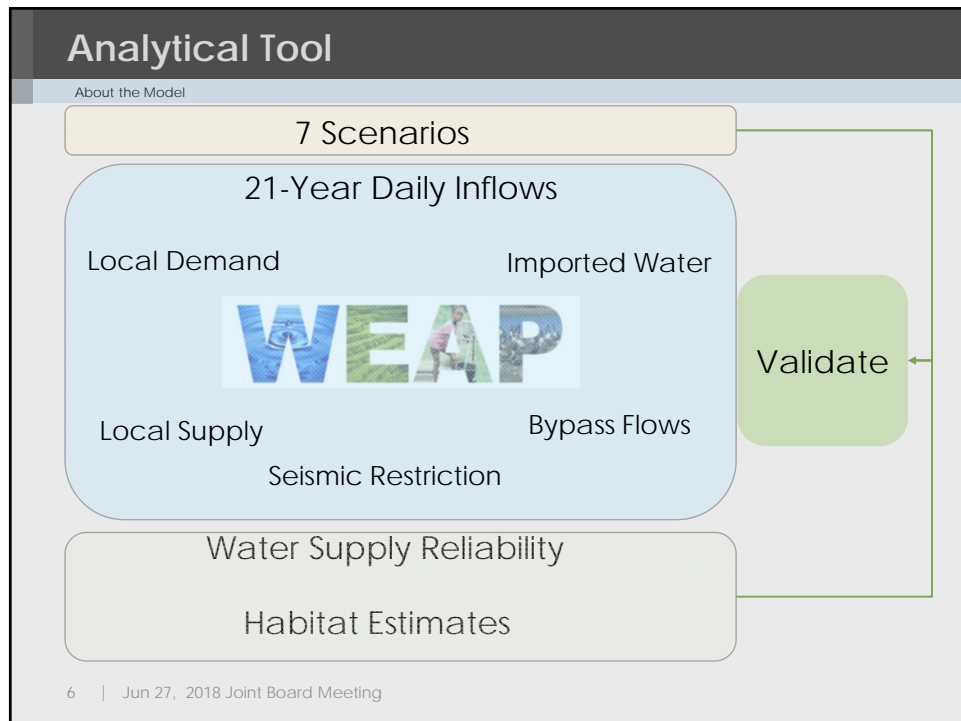 Analytical Tool
About the Model
7 Scenarios
21-Year Daily Inflows
Local Demand
Imported Water
WEAP
Validate
Local Supply
Bypass Flows
Seismic Restriction
Water Supply Reliability
Habitat Estimates
6 | Jun 27, 2018 Joint Board Meeting